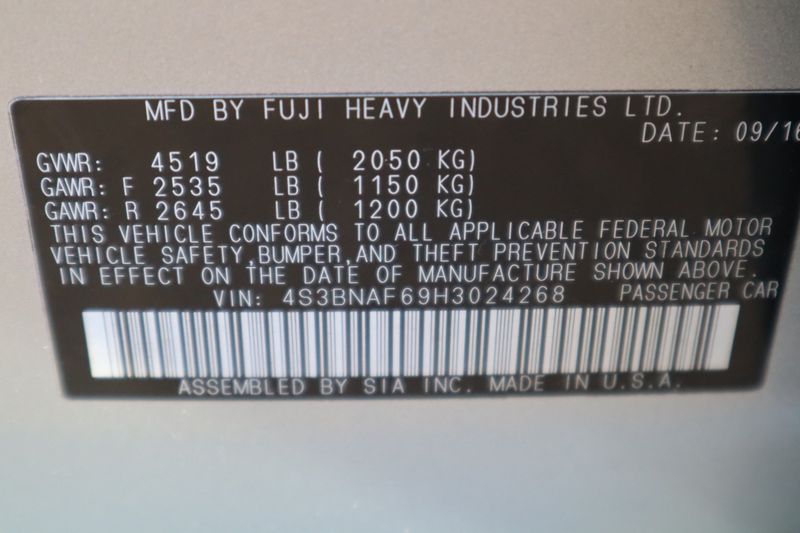 MFD BY FUJI HEAVY INDUSTRIES LTD.
DATE: 09/16
GVWR: 4519 LB ( 2050 KG)
GAWR: F 2535 LB ( 1150 KG)
GAWR: R 2645 LB ( 1200 KG)
THIS VEHICLE CONFORMS TO ALL APPLICABLE FEDERAL MOTOR
VEHICLE SAFETY,BUMPER,AND THEFT PREVENTION STANDARDS
IN EFFECT ON THE DATE OF MANUFACTURE SHOWN ABOVE.
VIN: 4S3BNAF69H3024268 PASSENGER CAR
ASSEMBLED BY SIA INC. MADE IN U.S.A.